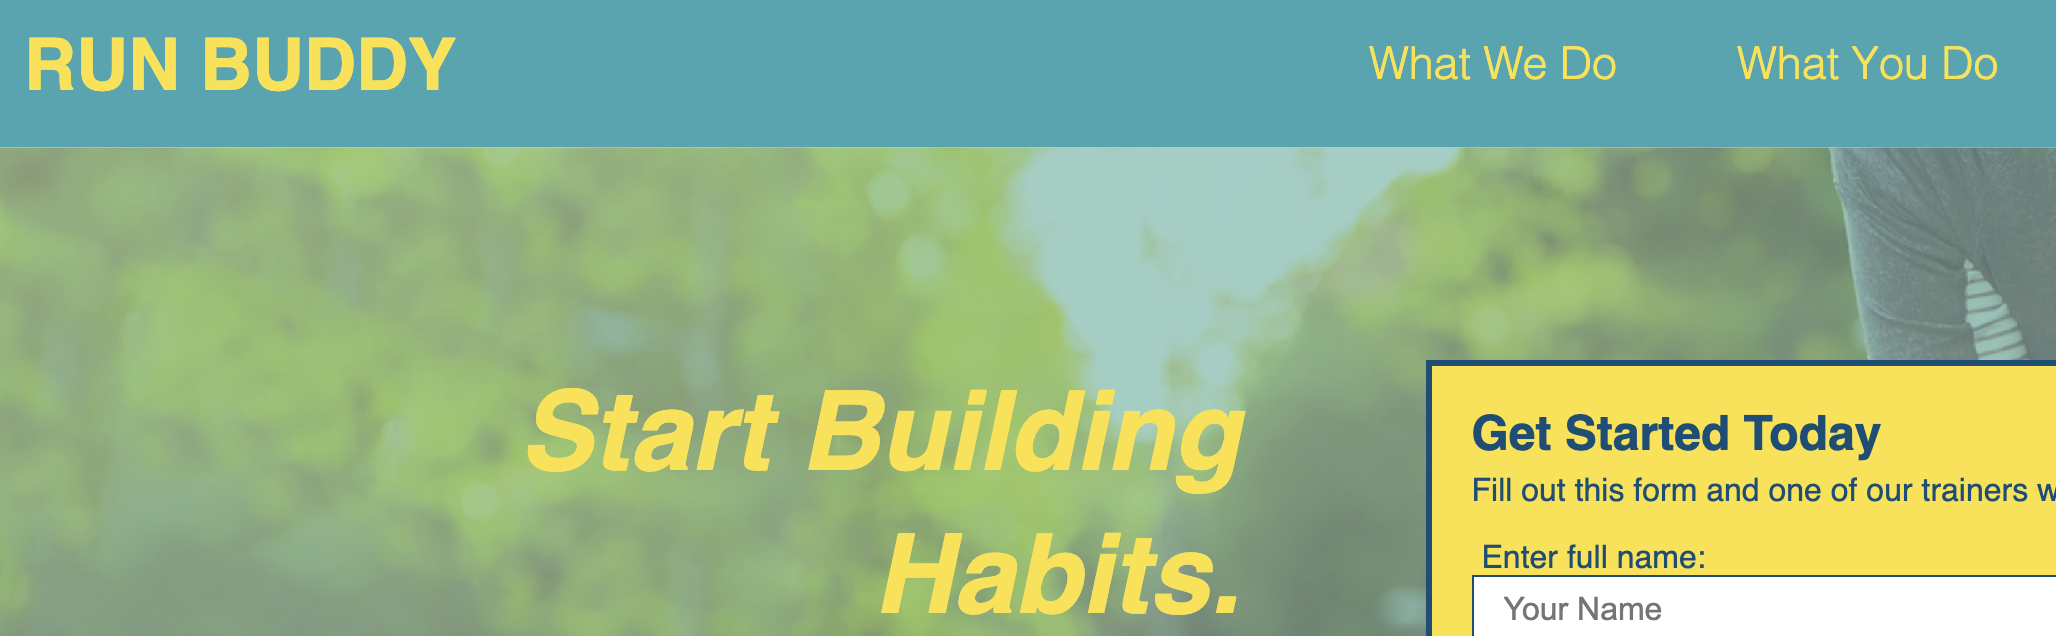 RUN BUDDY
What We Do
What You Do
Start Building
Habits.
Get Started Today
Fill out this form and one of our trainers
Enter full name:
Your Name